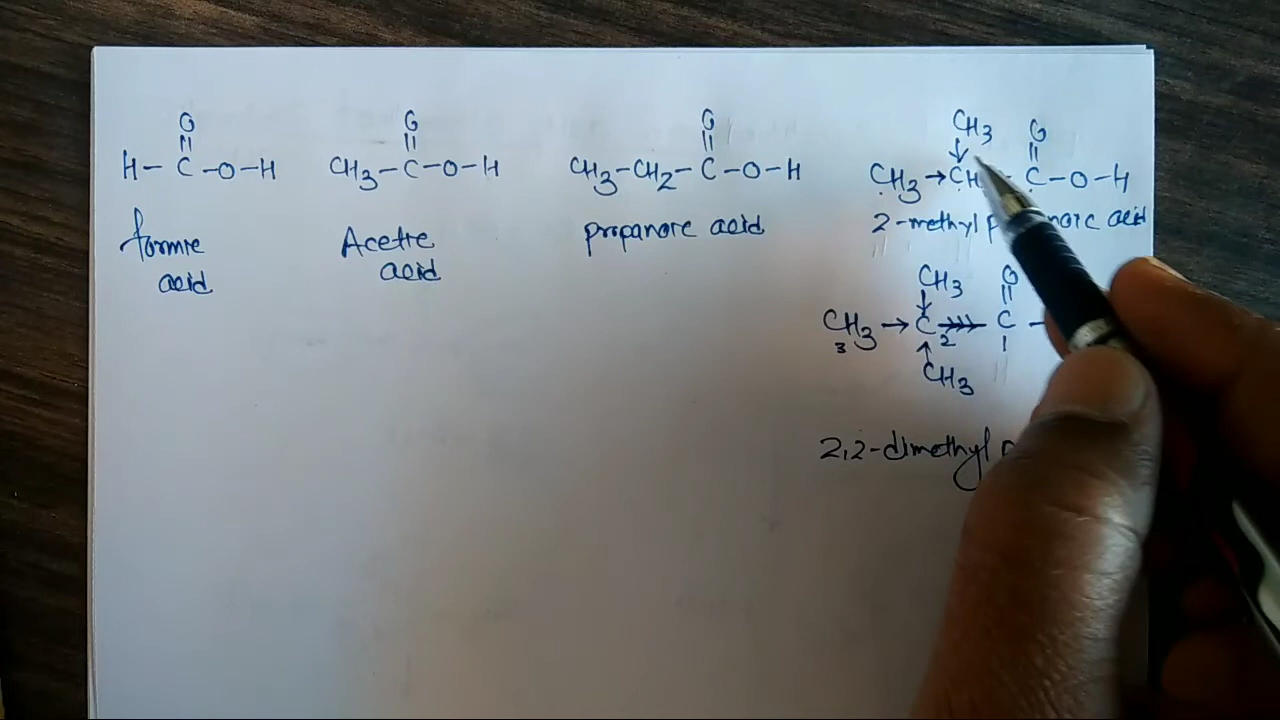 O O O CH3 O
|| || || ↓ ||
H–C–O–H CH3–C–O–H CH3–CH2–C–O–H CH3→CH – C–O–H
formic acid
Acetic acid
propanoic acid
2-methyl acid
CH3 O
↓ ||
CH3→C C –
3 2 1
↑
CH3
2,2-dimethyl